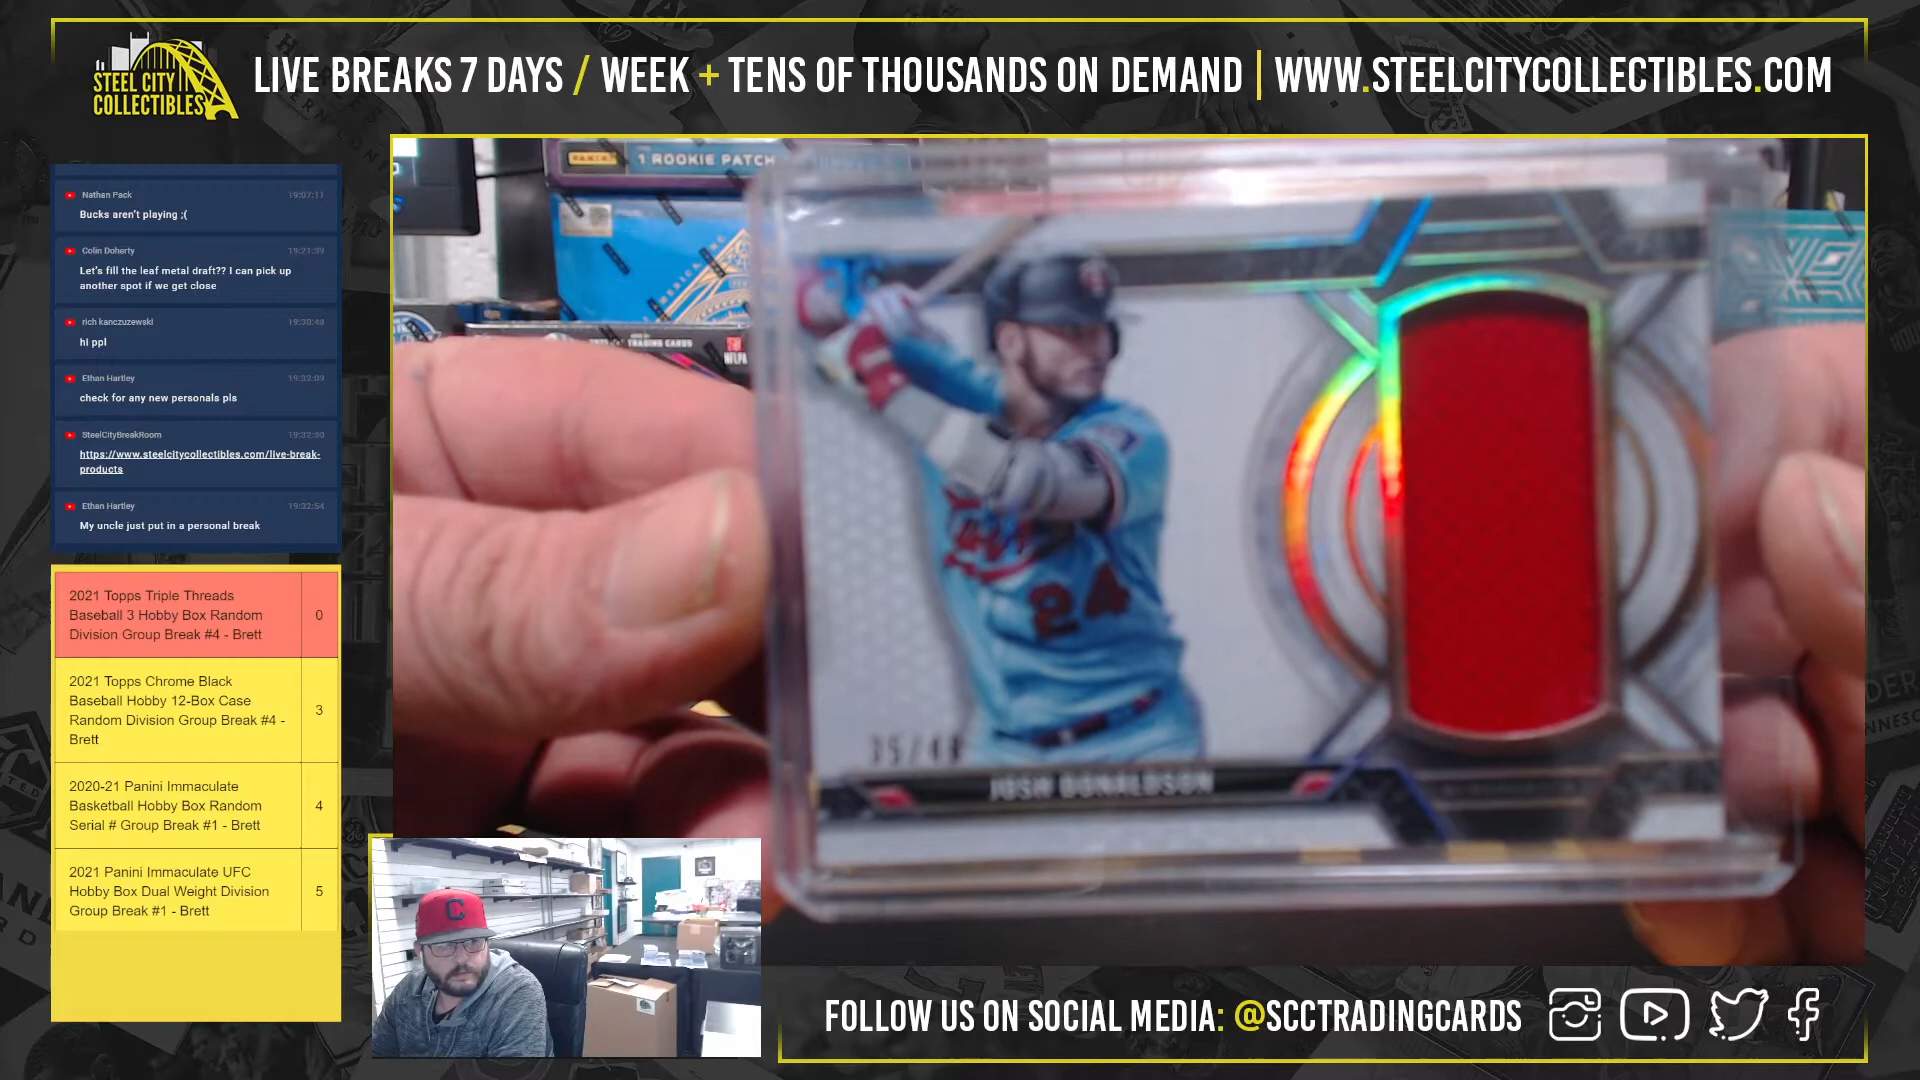 STEEL CITY
COLLECTIBLES
LIVE BREAKS 7 DAYS / WEEK + TENS OF THOUSANDS ON DEMAND | WWW.STEELCITYCOLLECTIBLES.COM
Nathan Pack 19:07:11
Bucks aren't playing ;(
Colin Doherty 19:21:39
Let's fill the leaf metal draft?? I can pick up
another spot if we get close
rich kanczuzewski 19:30:48
hi ppl
Ethan Hartley 19:32:09
check for any new personals pls
SteelCityBreakRoom 19:32:30
https://www.steelcitycollectibles.com/live-break-
products
Ethan Hartley 19:32:54
My uncle just put in a personal break
2021 Topps Triple Threads
Baseball 3 Hobby Box Random
Division Group Break #4 - Brett
0
2021 Topps Chrome Black
Baseball Hobby 12-Box Case
Random Division Group Break #4 -
Brett
3
2020-21 Panini Immaculate
Basketball Hobby Box Random
Serial # Group Break #1 - Brett
4
2021 Panini Immaculate UFC
Hobby Box Dual Weight Division
Group Break #1 - Brett
5
PANINI
1 ROOKIE PATCH
TRADING CARDS
NFLPA
24
JOSH DONALDSON
C
FOLLOW US ON SOCIAL MEDIA: @SCCTRADINGCARDS